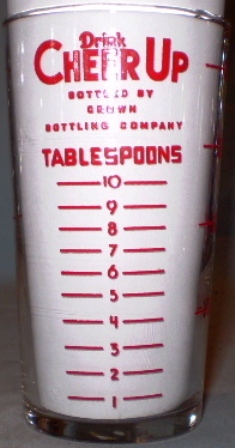 Drink
CHEER UP
BOTTLED BY
CROWN
BOTTLING COMPANY
TABLESPOONS
10
9
8
7
6
5
4
3
2
1